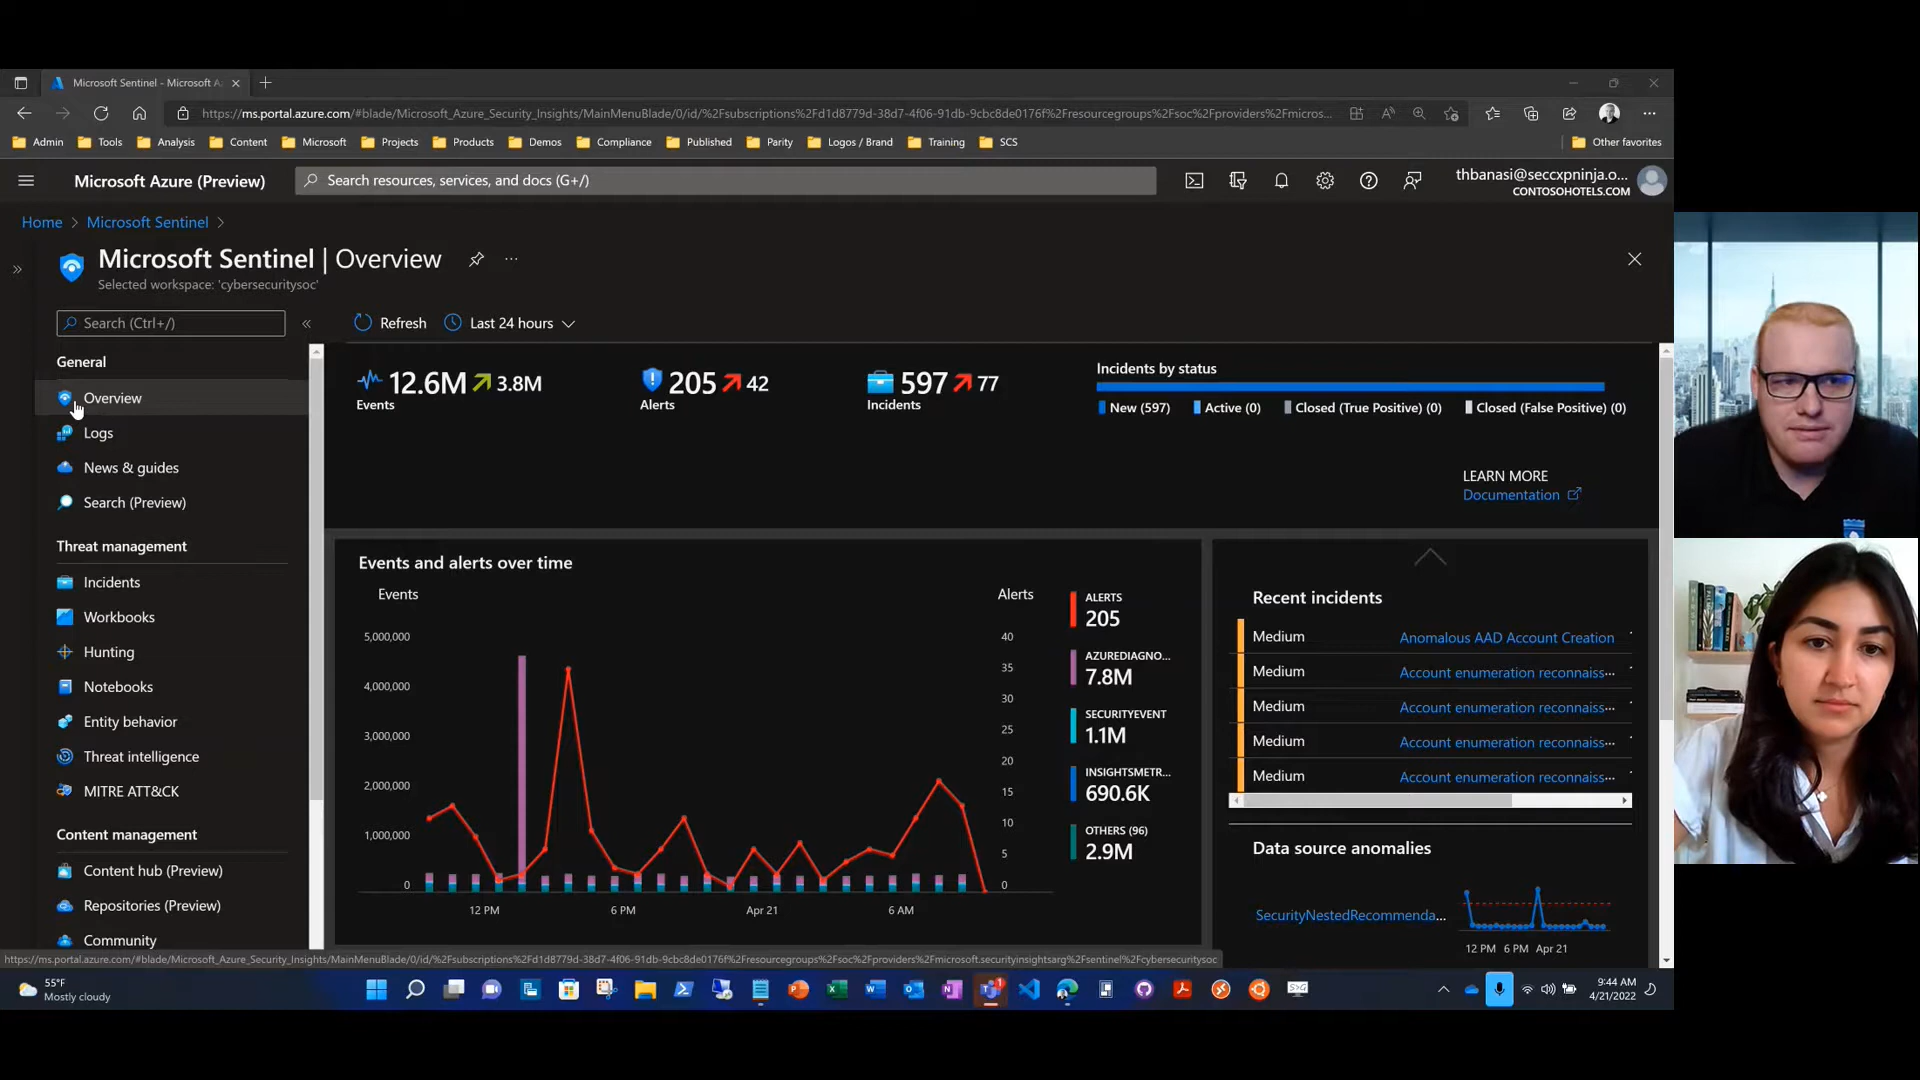 Microsoft Sentinel - Microsoft A
https://ms.portal.azure.com/#blade/Microsoft_Azure_Security_Insights/MainMenuBlade/0/id/%2Fsubscriptions%2Fd1d8779d-38d7-4f06-91db-9cbc8de0176f%2Fresourcegroups%2Fsoc%2Fproviders%2Fmicros...
Admin Tools Analysis Content Microsoft Projects Products Demos Compliance Published Parity Logos / Brand Training SCS Other favorites
Microsoft Azure (Preview)
Search resources, services, and docs (G+/)
thbanasi@seccxpninja.o...
CONTOSOHOTELS.COM
Home > Microsoft Sentinel >
Microsoft Sentinel | Overview
Selected workspace: 'cybersecuritysoc'
Search (Ctrl+/)
Refresh
Last 24 hours
General
Overview
Logs
News & guides
Search (Preview)
Threat management
Incidents
Workbooks
Hunting
Notebooks
Entity behavior
Threat intelligence
MITRE ATT&CK
Content management
Content hub (Preview)
Repositories (Preview)
Community
12.6M 3.8M
Events
205 42
Alerts
597 77
Incidents
Incidents by status
New (597) Active (0) Closed (True Positive) (0) Closed (False Positive) (0)
LEARN MORE
Documentation
Events and alerts over time
Events
Alerts
5,000,000
4,000,000
3,000,000
2,000,000
1,000,000
0
40
35
30
25
20
15
10
5
0
12 PM 6 PM Apr 21 6 AM
ALERTS
205
AZUREDIAGNO...
7.8M
SECURITYEVENT
1.1M
INSIGHTSMETR...
690.6K
OTHERS (96)
2.9M
Recent incidents
Medium Anomalous AAD Account Creation
Medium Account enumeration reconnaiss...
Medium Account enumeration reconnaiss...
Medium Account enumeration reconnaiss...
Medium Account enumeration reconnaiss...
Data source anomalies
SecurityNestedRecommenda...
12 PM 6 PM Apr 21
https://ms.portal.azure.com/#blade/Microsoft_Azure_Security_Insights/MainMenuBlade/0/id/%2Fsubscriptions%2Fd1d8779d-38d7-4f06-91db-9cbc8de0176f%2Fresourcegroups%2Fsoc%2Fproviders%2Fmicrosoft.securityinsightsarg%2Fsentinel%2Fcybersecuritysoc
55°F
Mostly cloudy
9:44 AM
4/21/2022